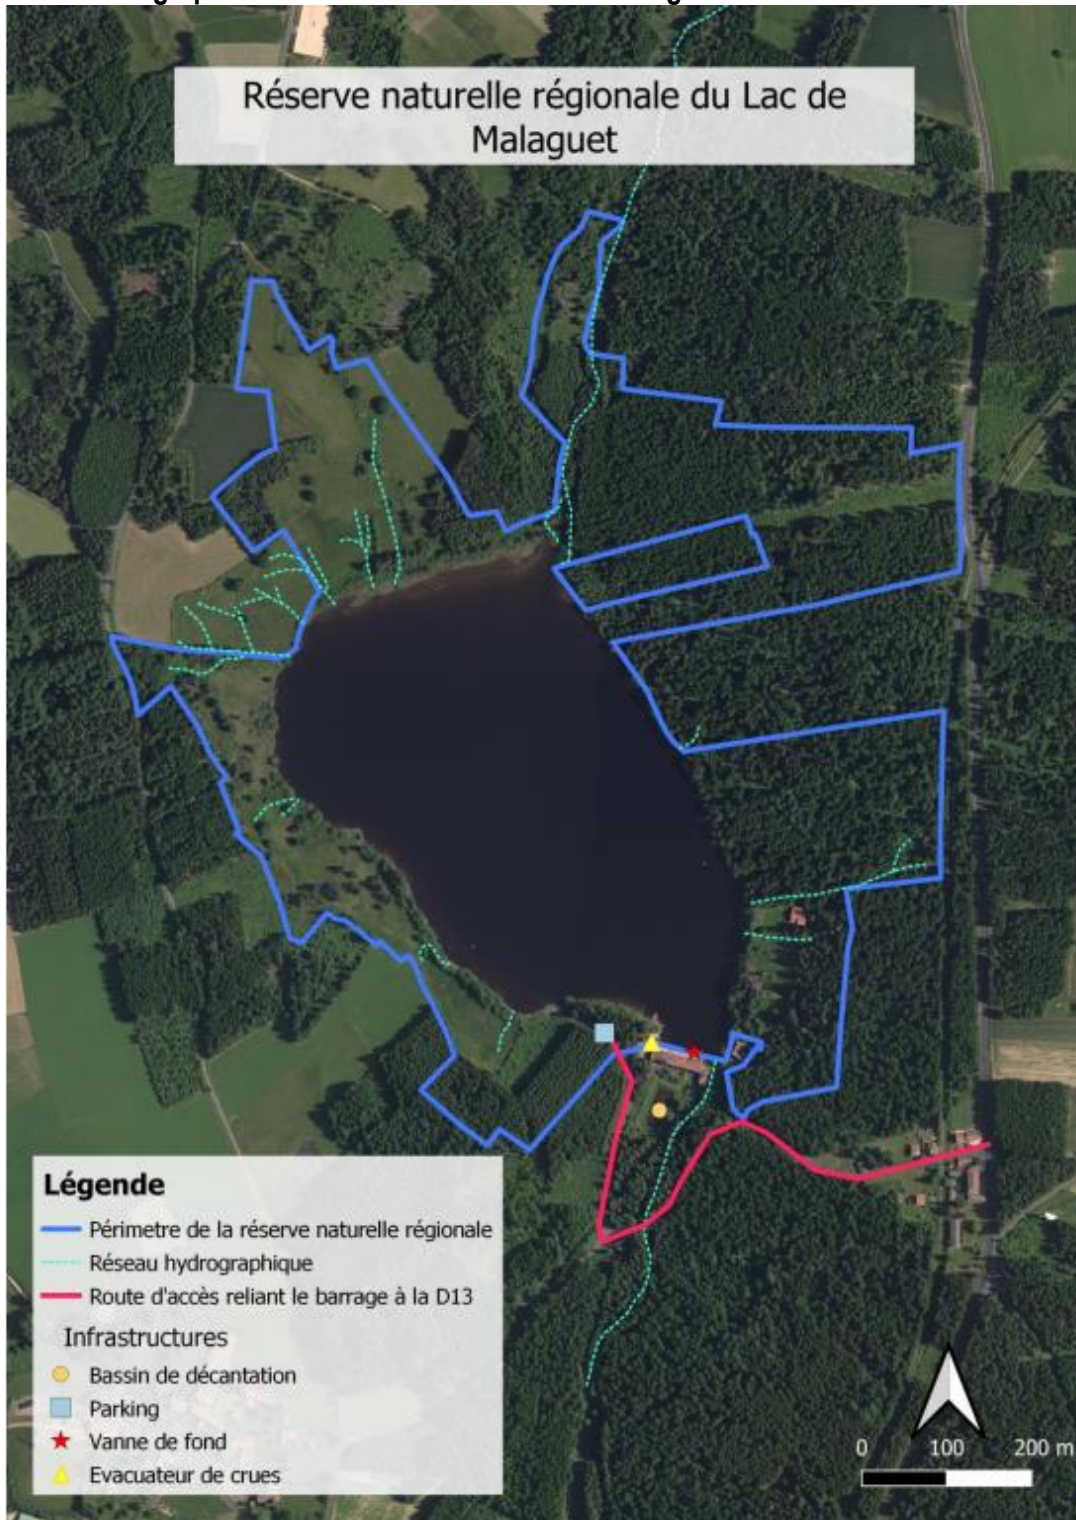 Réserve naturelle régionale du Lac de
Malaguet
Légende
Périmetre de la réserve naturelle régionale
Réseau hydrographique
Route d'accès reliant le barrage à la D13
Infrastructures
Bassin de décantation
Parking
Vanne de fond
Evacuateur de crues
0 100 200 m